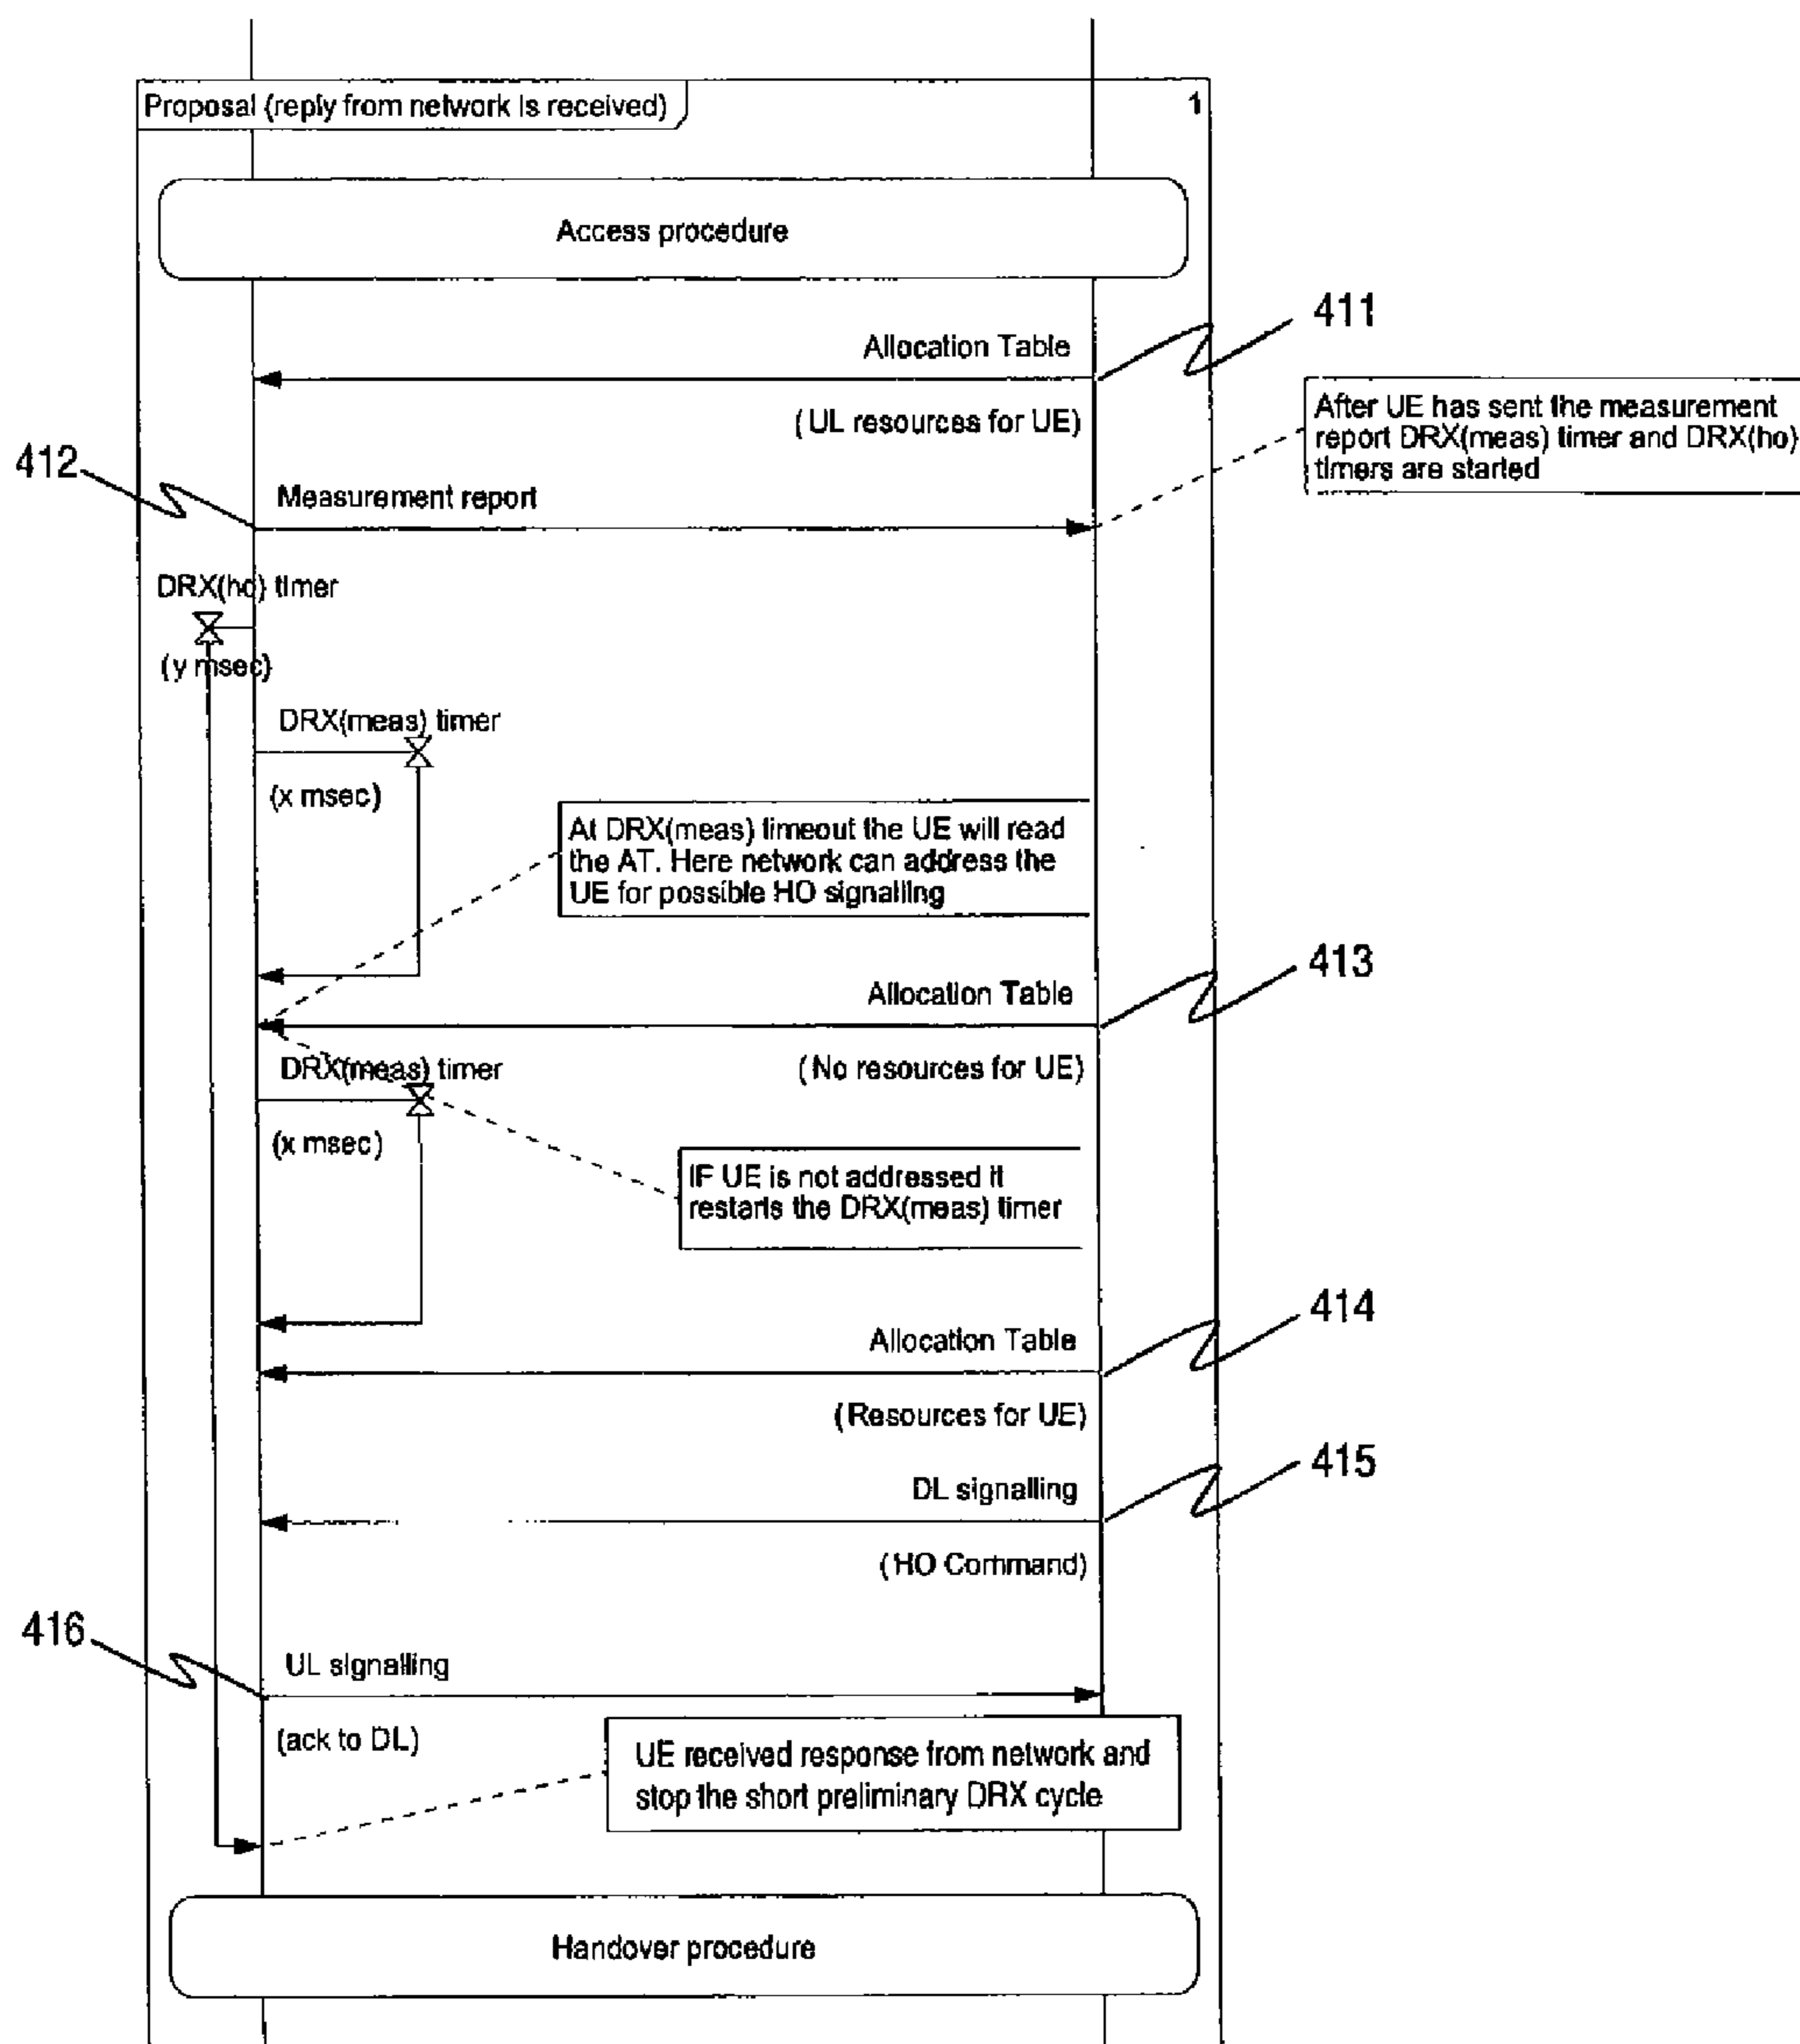 Proposal (reply from network is received)
1
Access procedure
411
Allocation Table
(UL resources for UE)
After UE has sent the measurement
report DRX(meas) timer and DRX(ho)
timers are started
412
Measurement report
DRX(ho) timer
(y msec)
DRX(meas) timer
(x msec)
At DRX(meas) timeout the UE will read
the AT. Here network can address the
UE for possible HO signalling
413
Allocation Table
(No resources for UE)
DRX(meas) timer
(x msec)
IF UE is not addressed it
restarts the DRX(meas) timer
414
Allocation Table
(Resources for UE)
415
DL signalling
(HO Command)
416
UL signalling
(ack to DL)
UE received response from network and
stop the short preliminary DRX cycle
Handover procedure